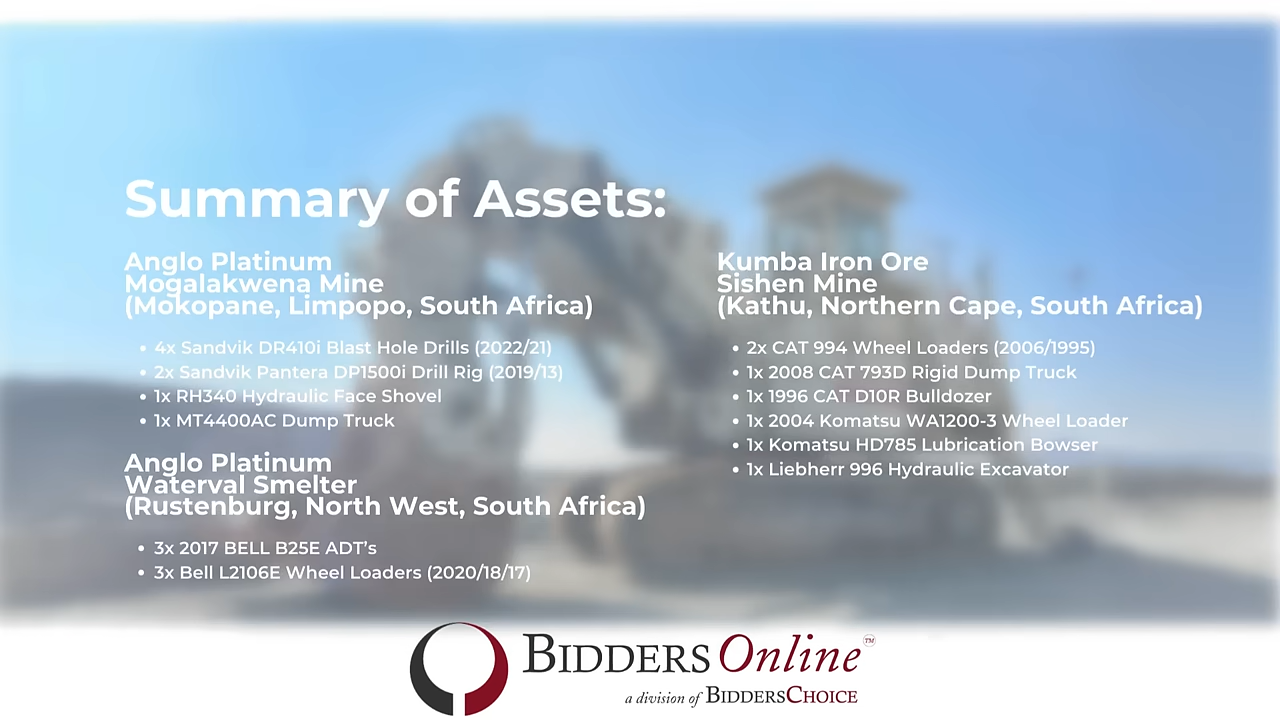 Summary of Assets:
Anglo Platinum
Mogalakwena Mine
(Mokopane, Limpopo, South Africa)
• 4x Sandvik DR410i Blast Hole Drills (2022/21)
• 2x Sandvik Pantera DP1500i Drill Rig (2019/13)
• 1x RH340 Hydraulic Face Shovel
• 1x MT4400AC Dump Truck
Anglo Platinum
Waterval Smelter
(Rustenburg, North West, South Africa)
• 3x 2017 BELL B25E ADT’s
• 3x Bell L2106E Wheel Loaders (2020/18/17)
Kumba Iron Ore
Sishen Mine
(Kathu, Northern Cape, South Africa)
• 2x CAT 994 Wheel Loaders (2006/1995)
• 1x 2008 CAT 793D Rigid Dump Truck
• 1x 1996 CAT D10R Bulldozer
• 1x 2004 Komatsu WA1200-3 Wheel Loader
• 1x Komatsu HD785 Lubrication Bowser
• 1x Liebherr 996 Hydraulic Excavator
BIDDERS Online TM
a division of BIDDERSCHOICE